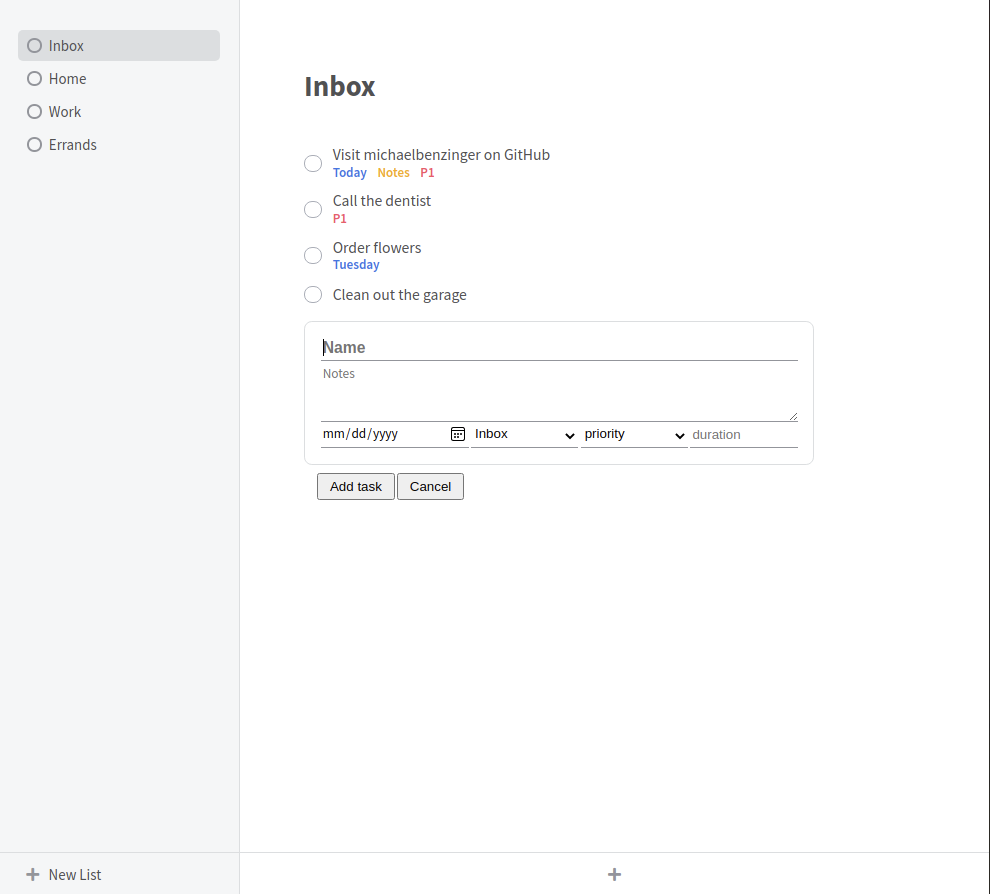 Inbox
Home
Work
Errands
Inbox
Visit michaelbenzinger on GitHub
Today Notes P1
Call the dentist
P1
Order flowers
Tuesday
Clean out the garage
Name
Notes
mm/dd/yyyy Inbox priority duration
Add task Cancel
+ New List +